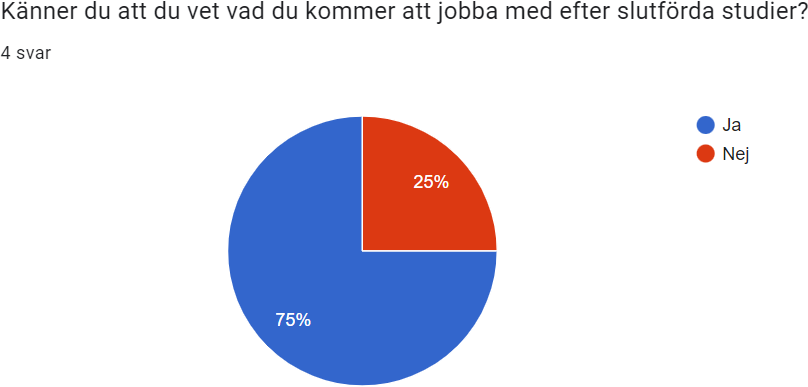 Känner du att du vet vad du kommer att jobba med efter slutförda studier?
4 svar
Ja
Nej
25%
75%